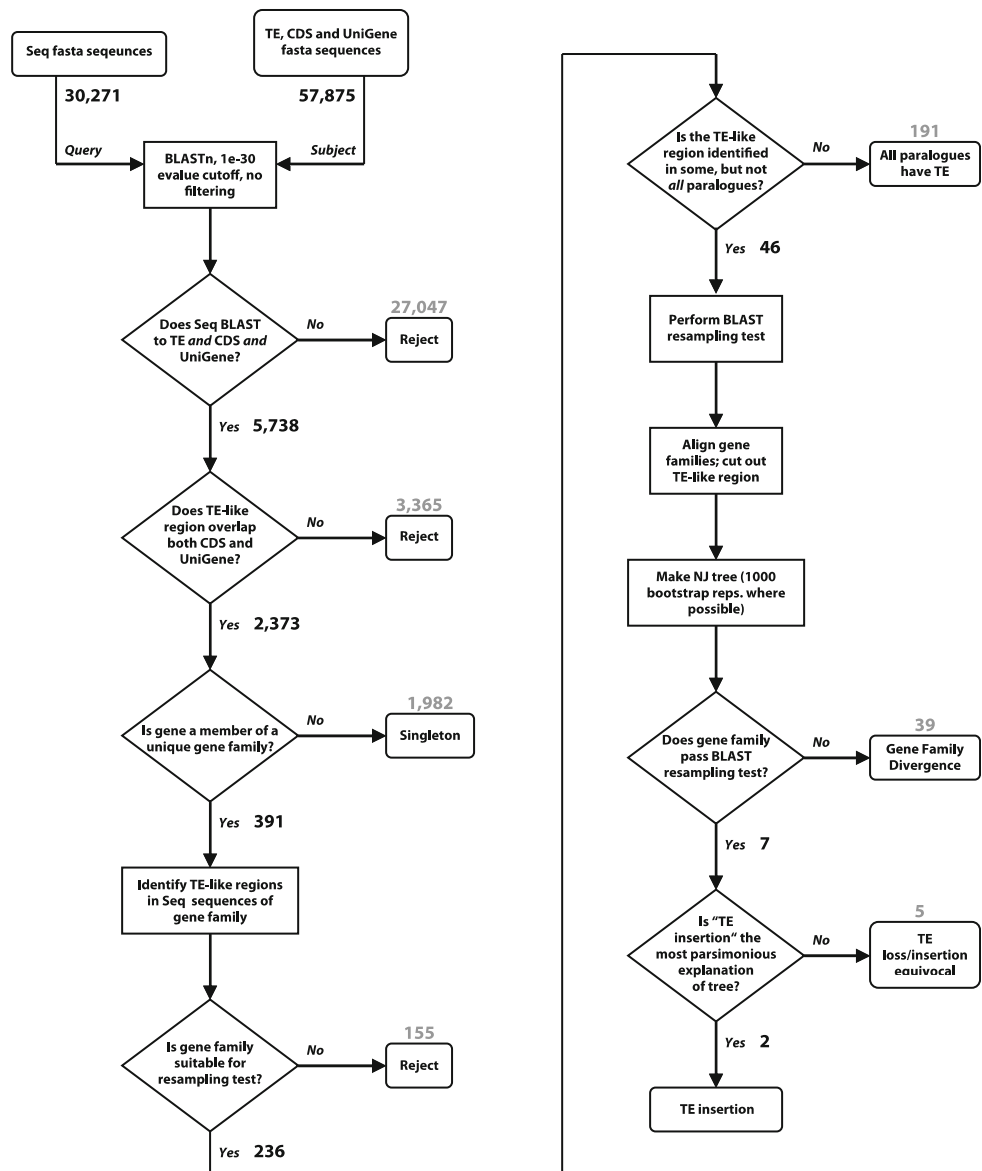 Seq fasta seqeunces
TE, CDS and UniGene
fasta sequences
30,271
57,875
Query
Subject
BLASTn, 1e-30
evalue cutoff, no
filtering
Does Seq BLAST
to TE and CDS and
UniGene?
No
27,047
Reject
Yes 5,738
Does TE-like
region overlap
both CDS and
UniGene?
No
3,365
Reject
Yes 2,373
Is gene a member of a
unique gene family?
No
1,982
Singleton
Yes 391
Identify TE-like regions
in Seq sequences of
gene family
Is gene family
suitable for
resampling test?
No
155
Reject
Yes 236
Is the TE-like
region identified
in some, but not
all paralogues?
No
191
All paralogues
have TE
Yes 46
Perform BLAST
resampling test
Align gene
families; cut out
TE-like region
Make NJ tree (1000
bootstrap reps. where
possible)
Does gene family
pass BLAST
resampling test?
No
39
Gene Family
Divergence
Yes 7
Is "TE
insertion" the
most parsimonious
explanation
of tree?
No
5
TE
loss/insertion
equivocal
Yes 2
TE insertion